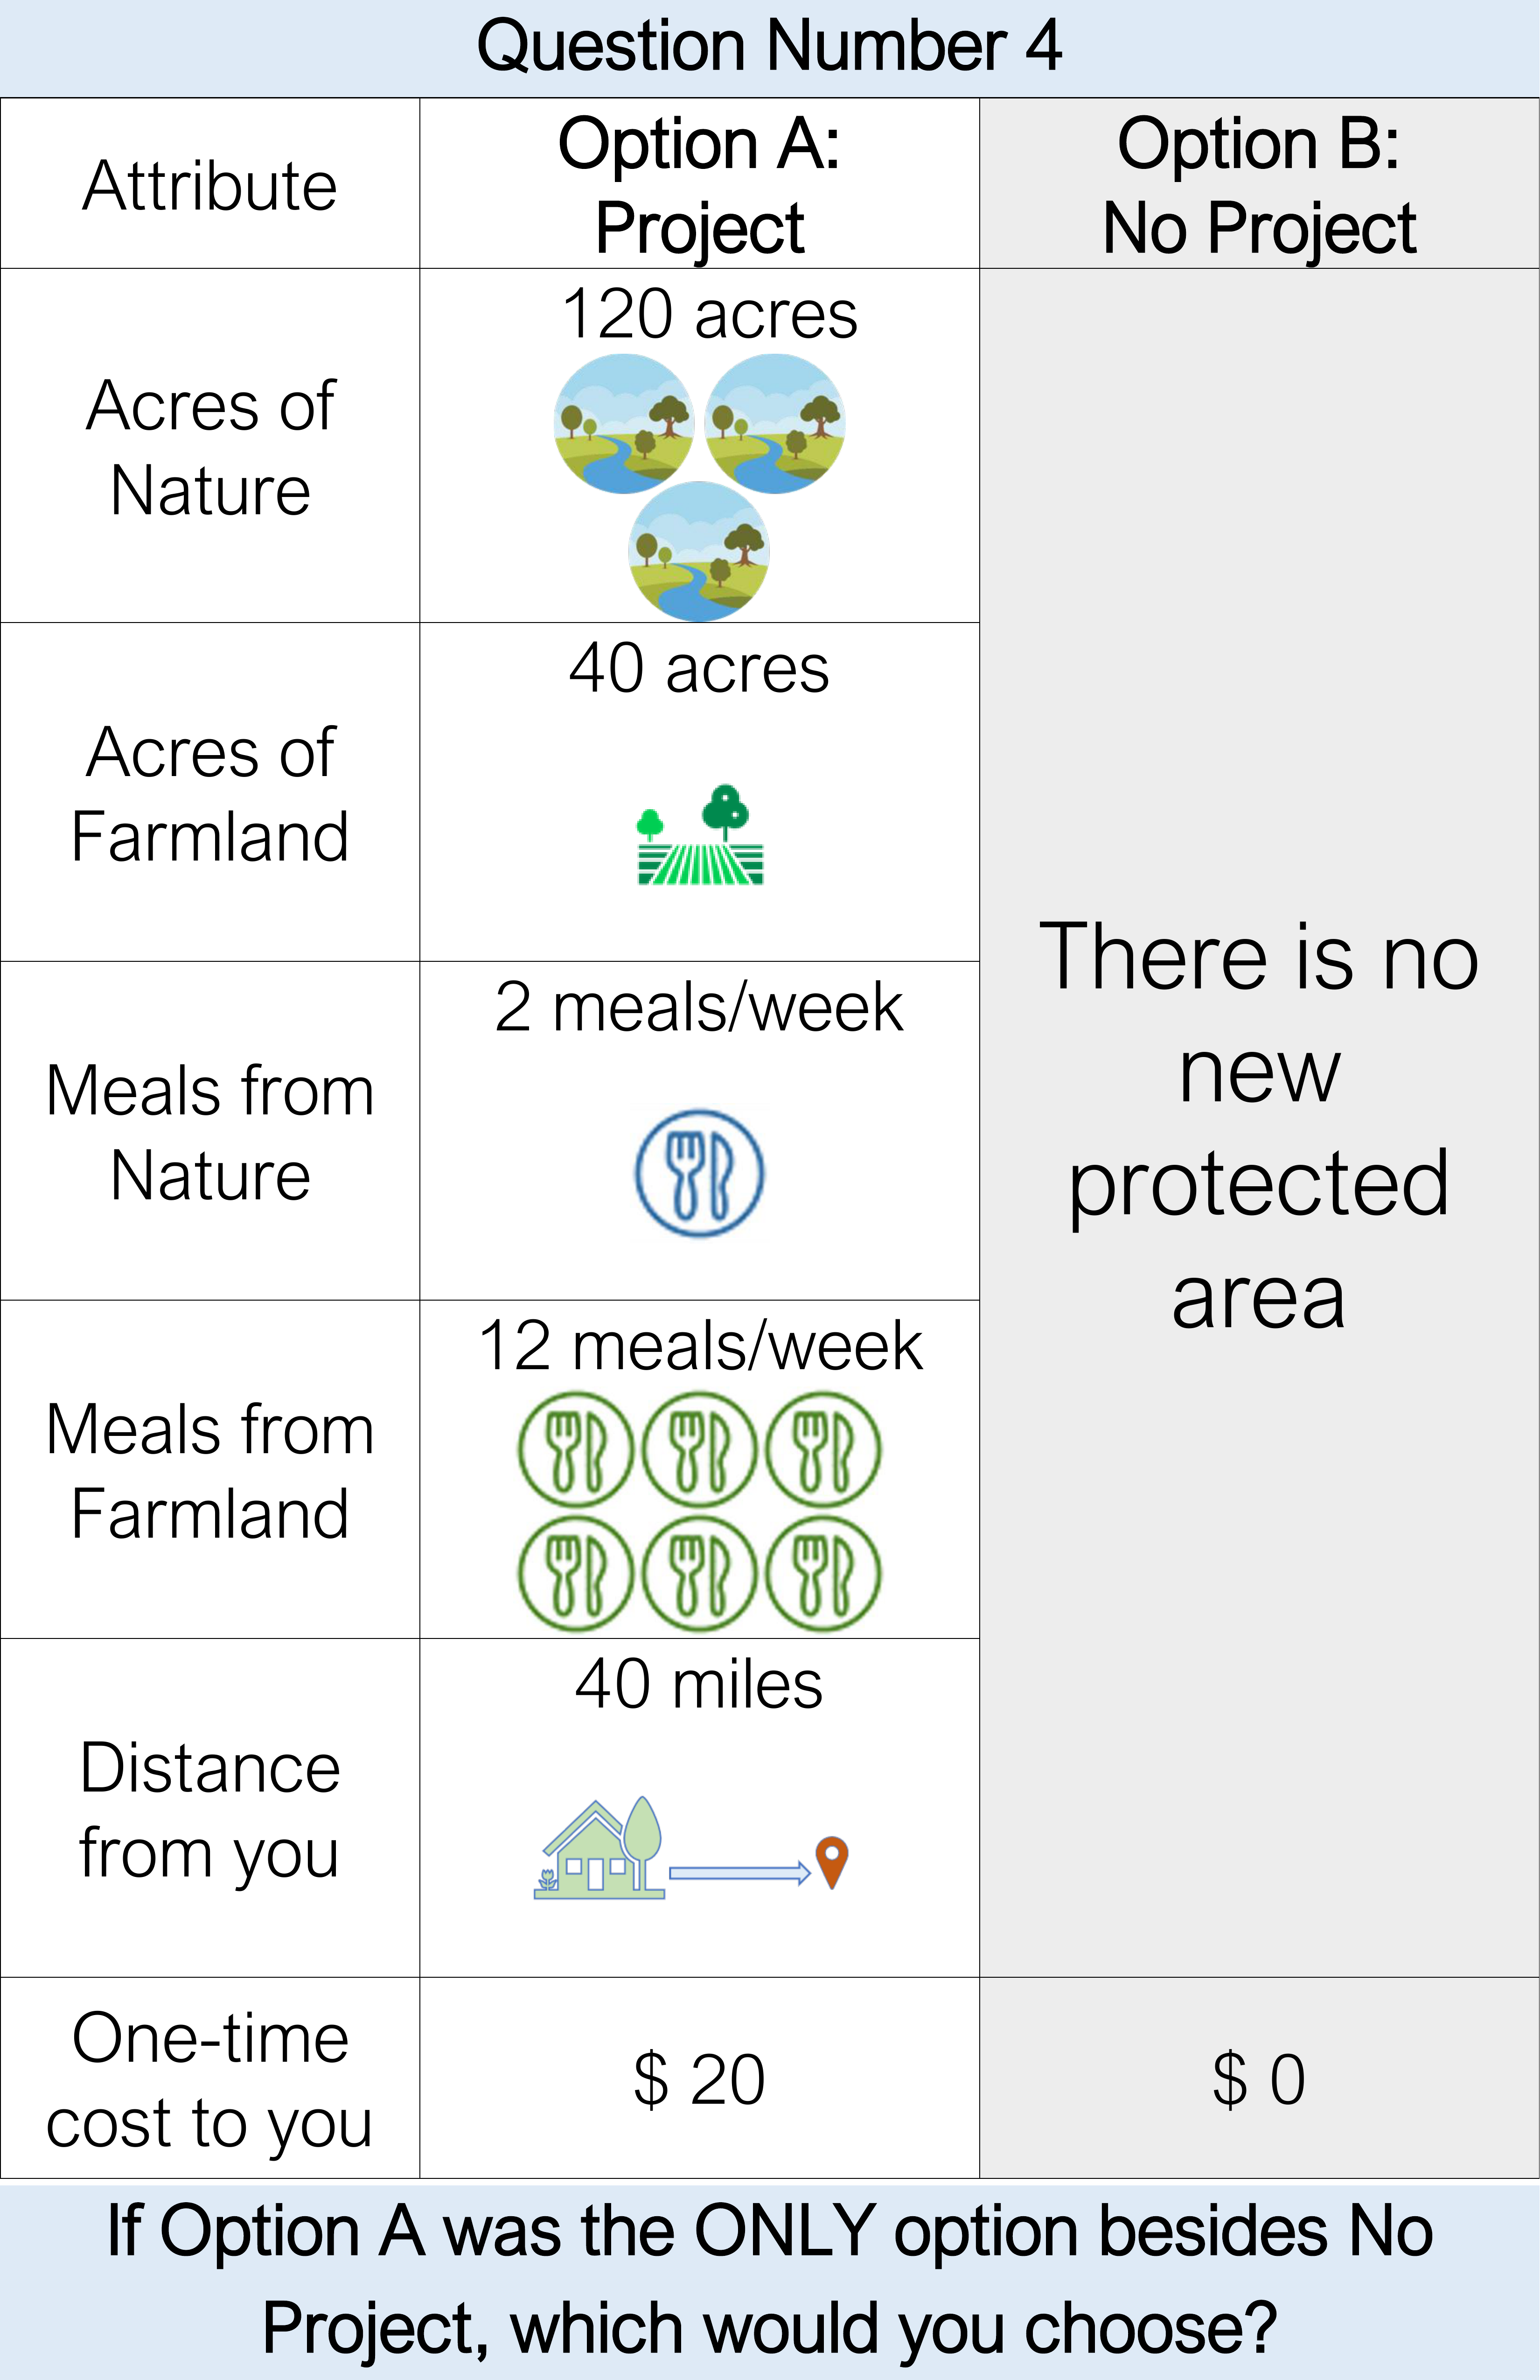 Question Number 4
Attribute
Option A:
Project
Option B:
No Project
Acres of
Nature
120 acres
Acres of
Farmland
40 acres
Meals from
Nature
2 meals/week
Meals from
Farmland
12 meals/week
Distance
from you
40 miles
There is no
new
protected
area
One-time
cost to you
$ 20
$ 0
If Option A was the ONLY option besides No
Project, which would you choose?